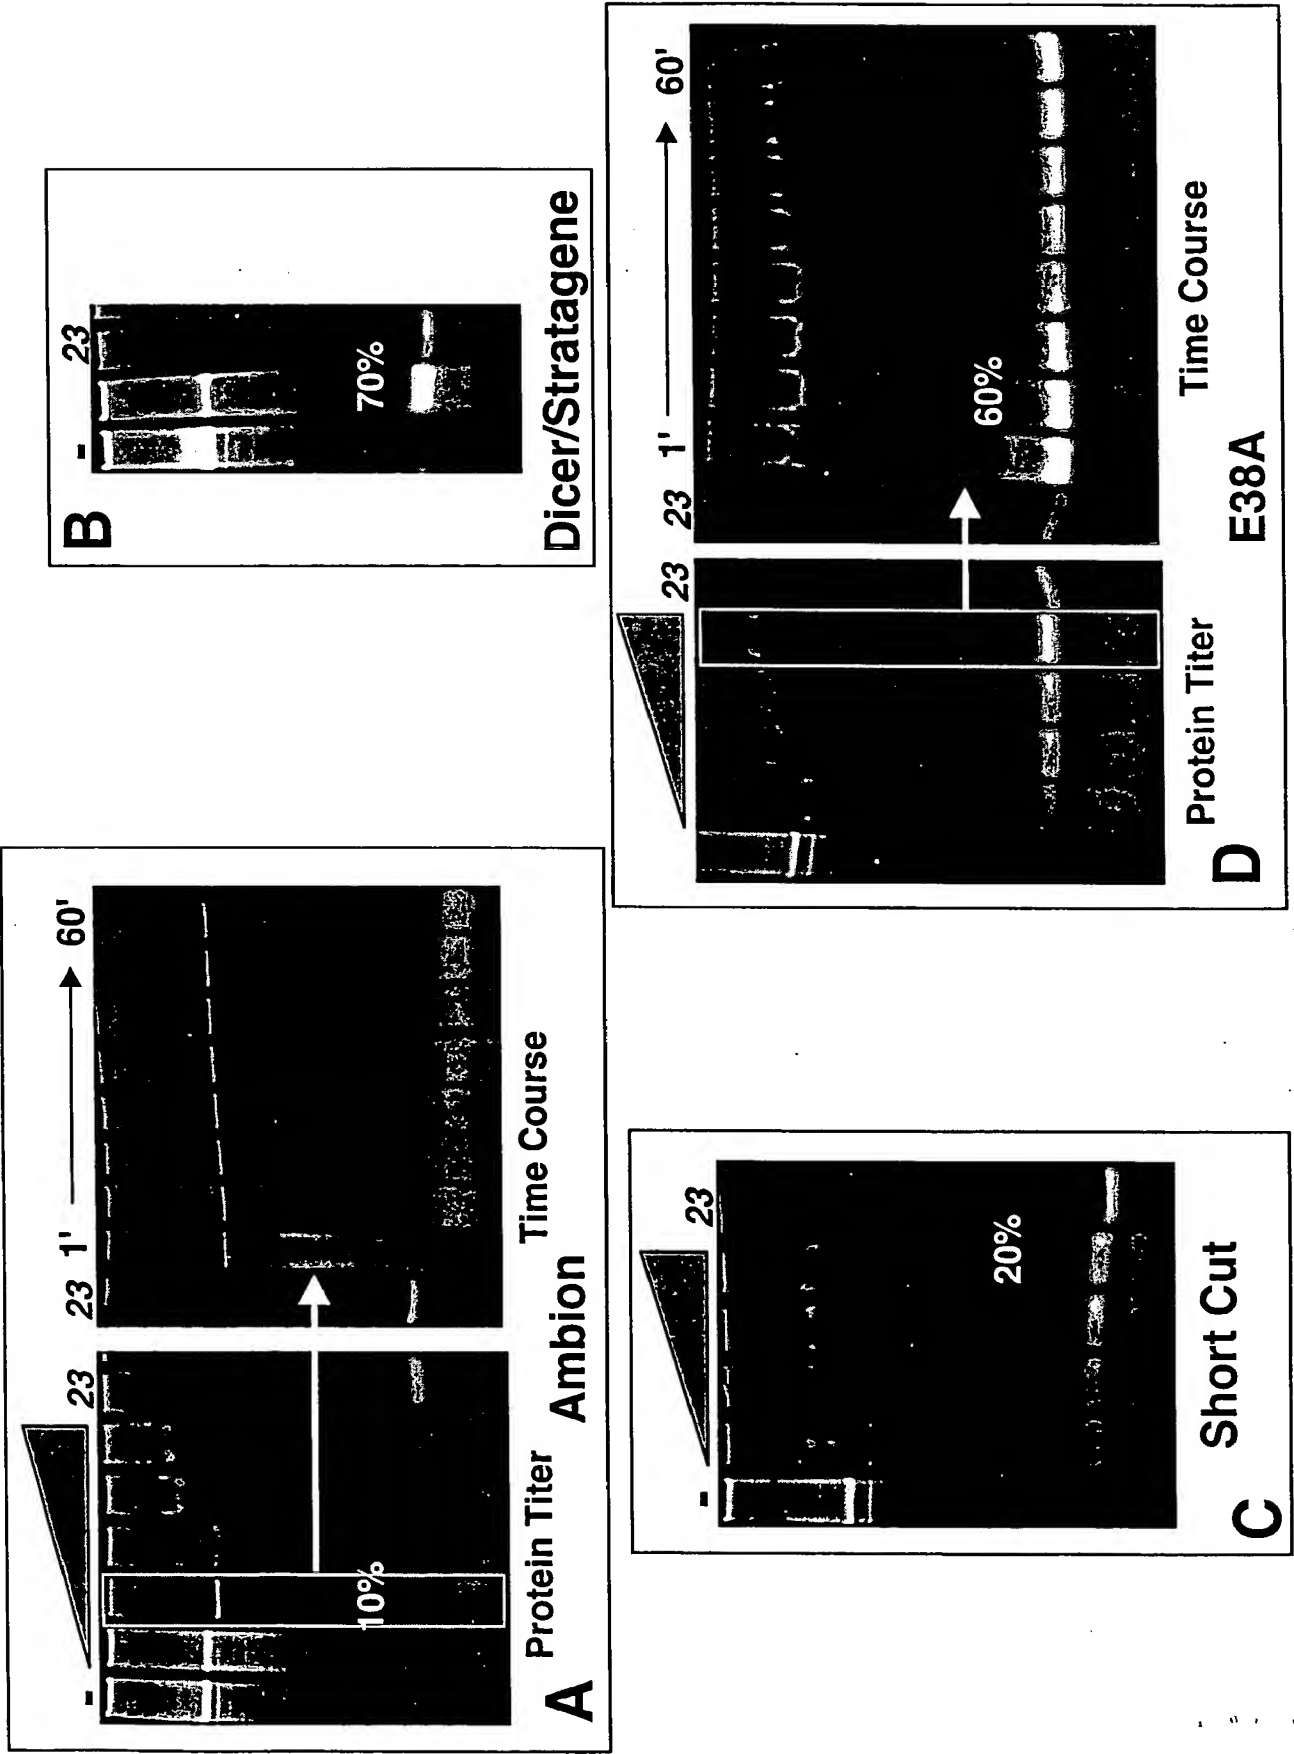 A
-
23
23
1'
60'
10%
Protein Titer
Time Course
Ambion
B
-
23
70%
Dicer/Stratagene
C
-
23
20%
Short Cut
D
23
23
1'
60'
60%
Protein Titer
Time Course
E38A